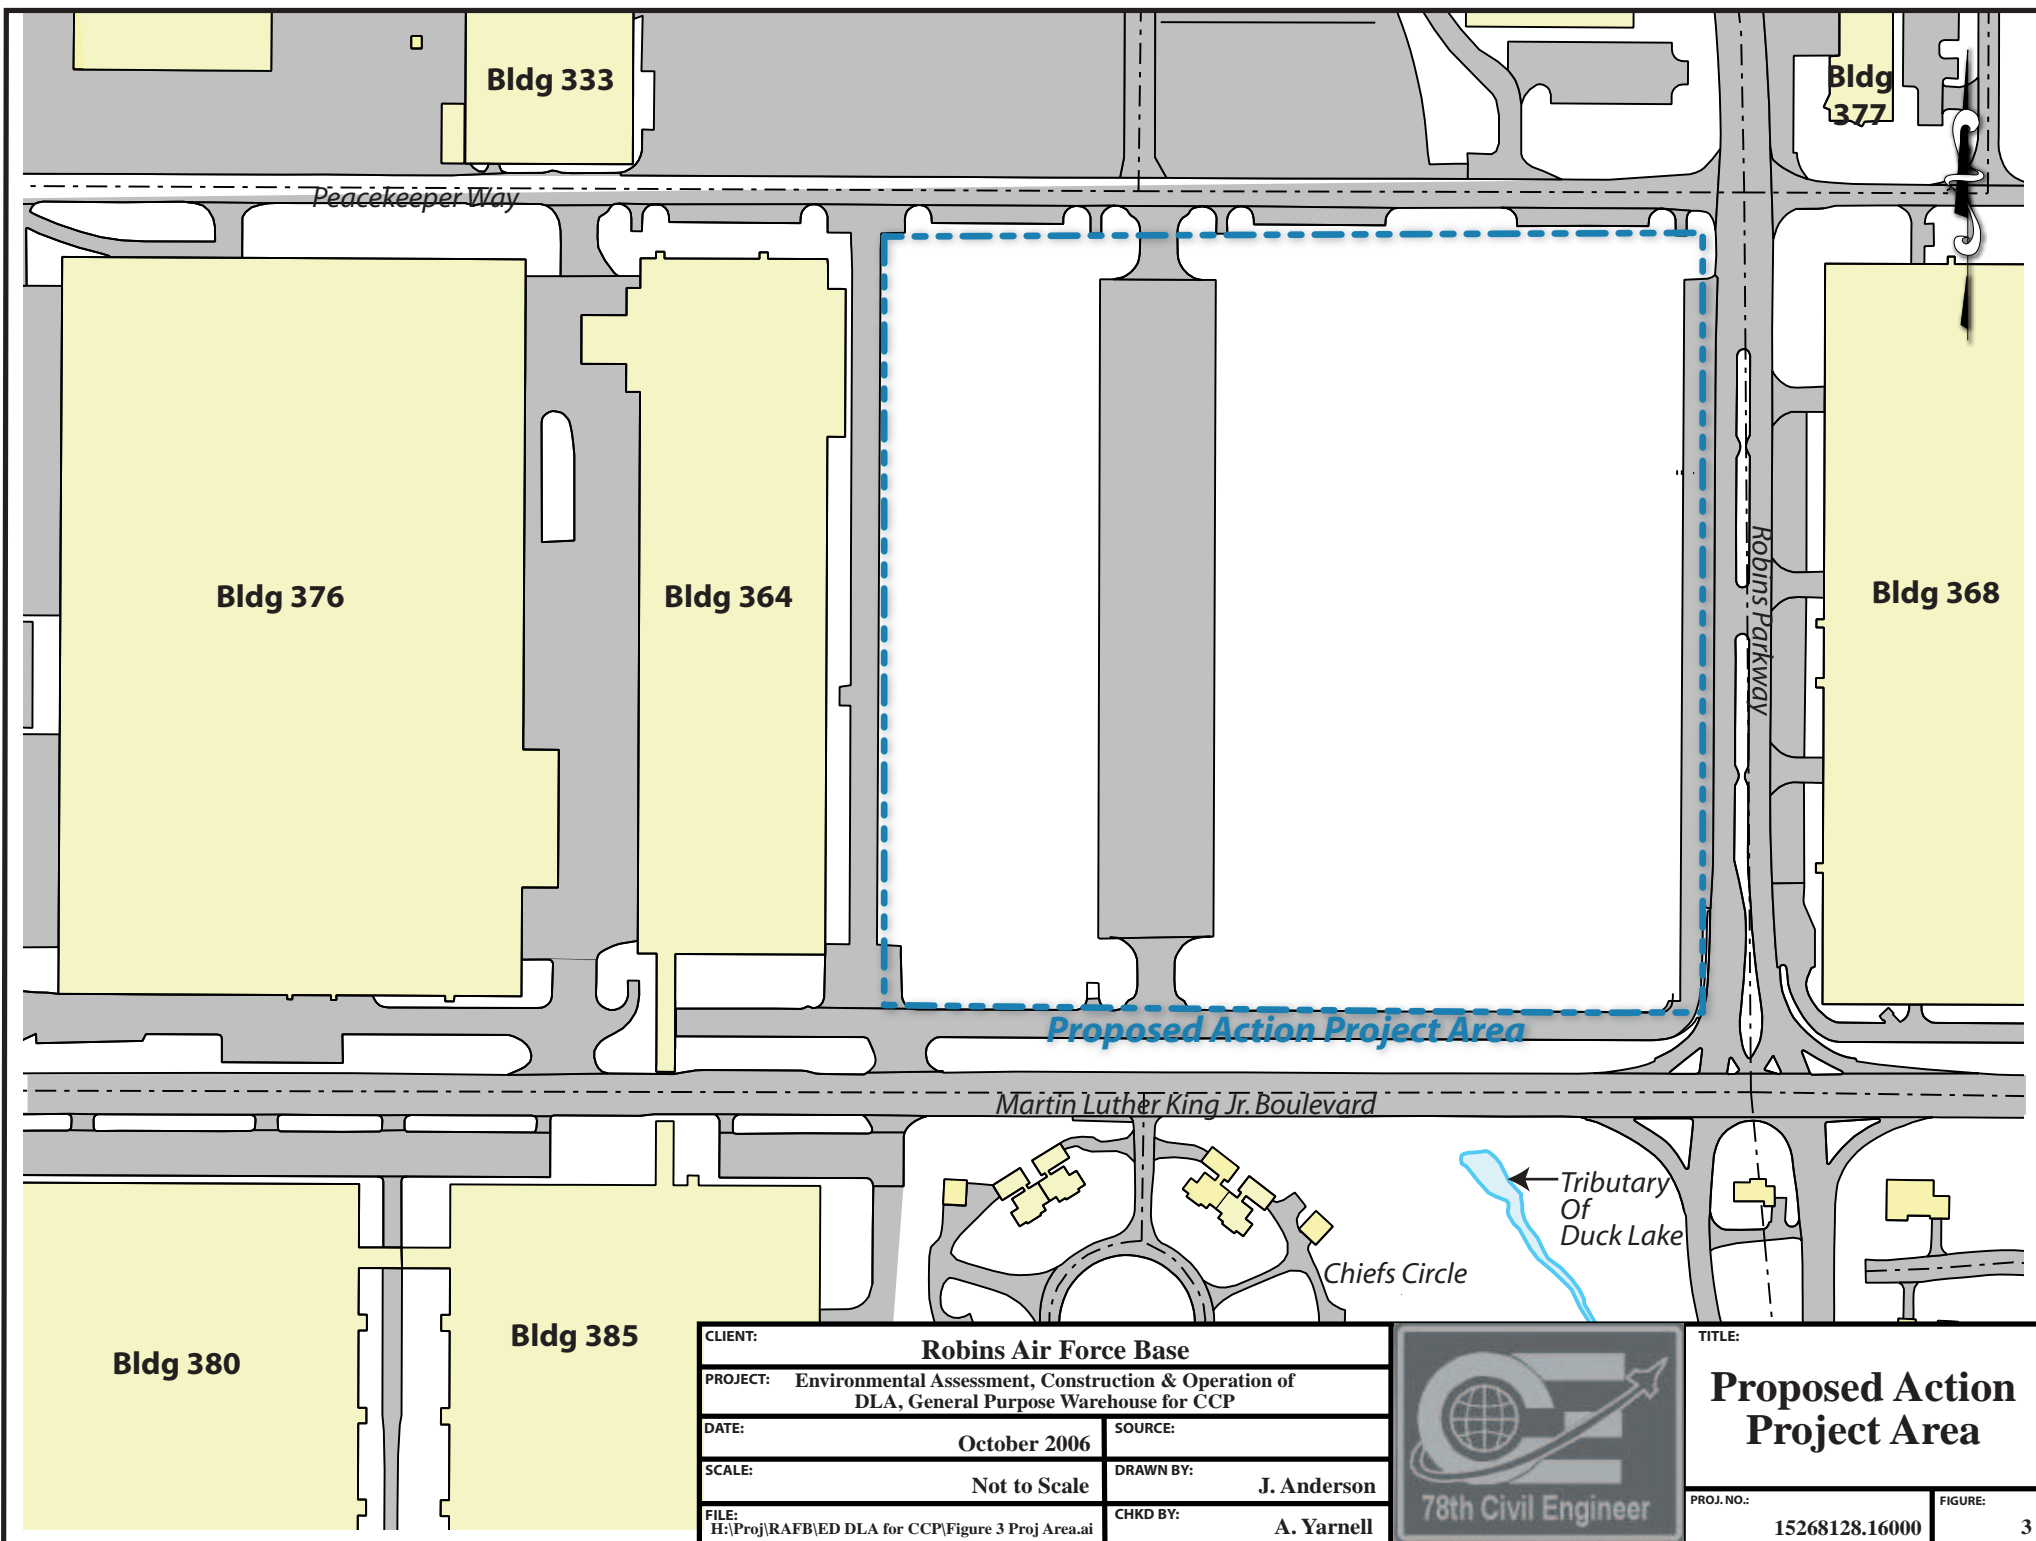 Bldg 333
Bldg
377
Peacekeeper Way
Bldg 376
Bldg 364
Bldg 368
Robins Parkway
Proposed Action Project Area
Martin Luther King Jr. Boulevard
Tributary
Of
Duck Lake
Chiefs Circle
Bldg 380
Bldg 385
CLIENT:
Robins Air Force Base
PROJECT: Environmental Assessment, Construction & Operation of
DLA, General Purpose Warehouse for CCP
DATE:
October 2006
SOURCE:
SCALE:
Not to Scale
DRAWN BY:
J. Anderson
FILE:
H:\Proj\RAFB\ED DLA for CCP\Figure 3 Proj Area.ai
CHKD BY:
A. Yarnell
CE
78th Civil Engineer
TITLE:
Proposed Action
Project Area
PROJ. NO.:
15268128.16000
FIGURE:
3